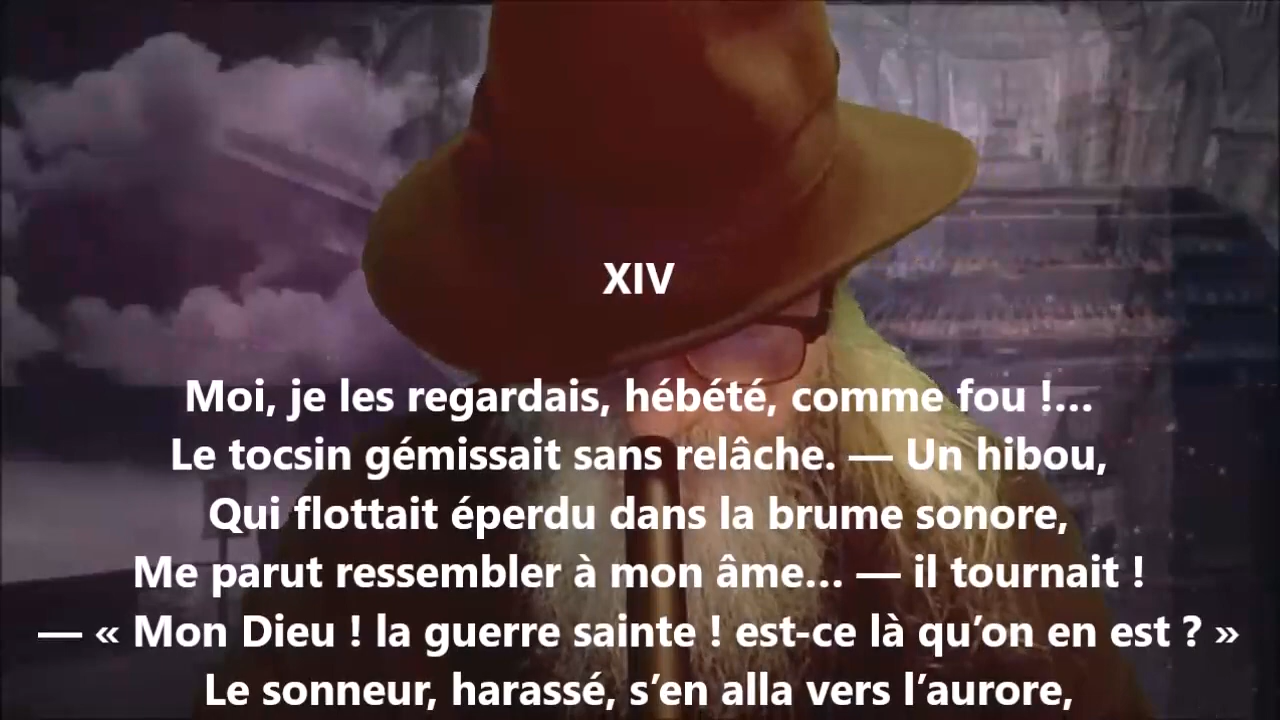 XIV
Moi, je les regardais, hébété, comme fou !...
Le tocsin gémissait sans relâche. — Un hibou,
Qui flottait éperdu dans la brume sonore,
Me parut ressembler à mon âme... — il tournait !
— « Mon Dieu ! la guerre sainte ! est-ce là qu’on en est ? »
Le sonneur, harassé, s’en alla vers l’aurore,